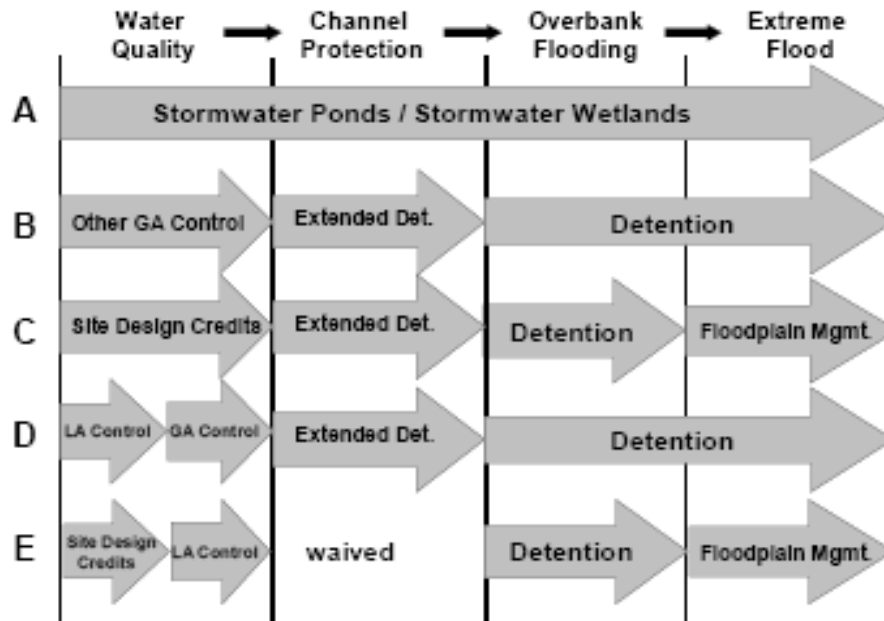 Water Quality
Channel Protection
Overbank Flooding
Extreme Flood
A
Stormwater Ponds / Stormwater Wetlands
B
Other GA Control
Extended Det.
Detention
C
Site Design Credits
Extended Det.
Detention
Floodplain Mgmt.
D
LA Control
GA Control
Extended Det.
Detention
E
Site Design
Credits
LA Control
waived
Detention
Floodplain Mgmt.